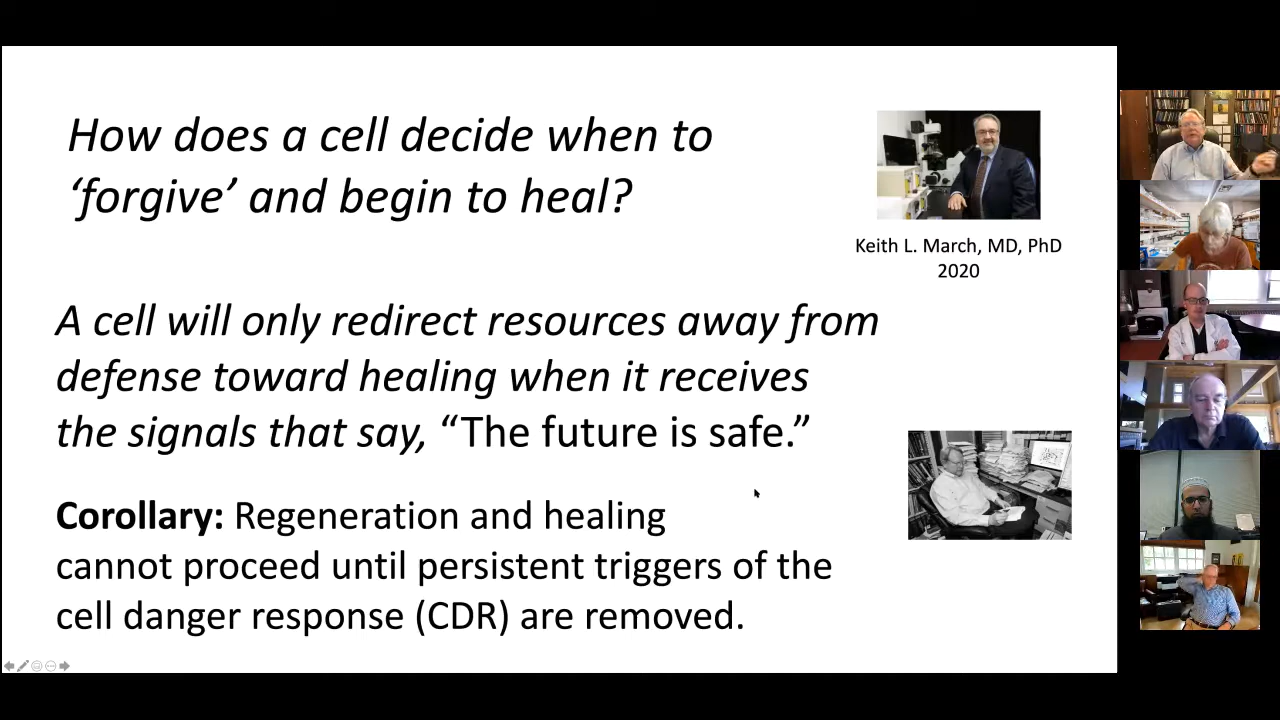 How does a cell decide when to
‘forgive’ and begin to heal?
Keith L. March, MD, PhD
2020
A cell will only redirect resources away from
defense toward healing when it receives
the signals that say, “The future is safe.”
Corollary: Regeneration and healing
cannot proceed until persistent triggers of the
cell danger response (CDR) are removed.